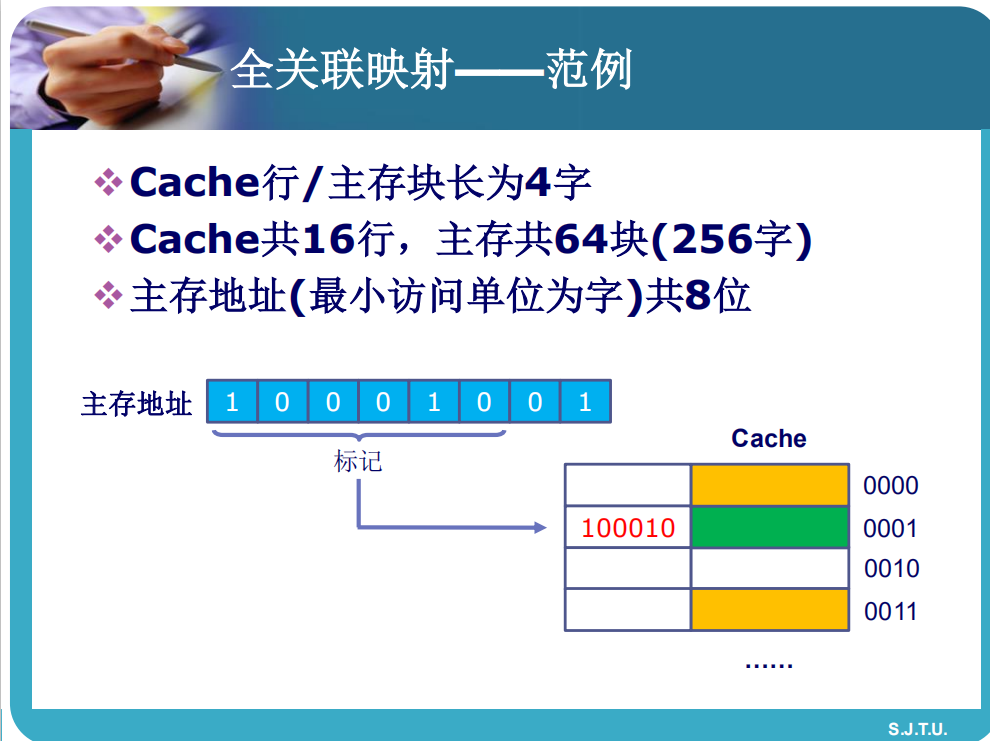 全关联映射——范例
Cache行/主存块长为4字
Cache共16行，主存共64块(256字)
主存地址(最小访问单位为字)共8位
主存地址 1 0 0 0 1 0 0 1
标记
Cache
0000
100010 0001
0010
0011
......
S.J.T.U.